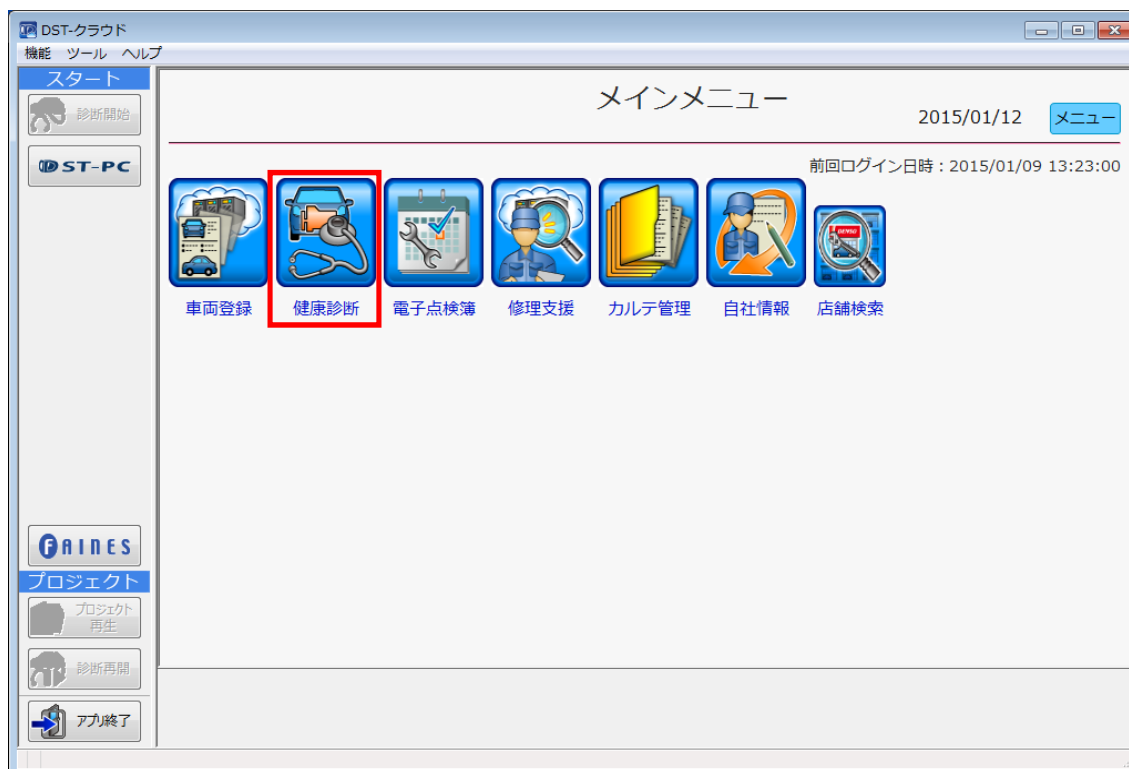 DST-クラウド
機能 ツール ヘルプ
スタート
診断開始
DST-PC
FAINES
プロジェクト
プロジェクト
再生
診断再開
アプリ終了
メインメニュー
2015/01/12
メニュー
前回ログイン日時：2015/01/09 13:23:00
DENSO
車両登録 健康診断 電子点検簿 修理支援 カルテ管理 自社情報 店舗検索